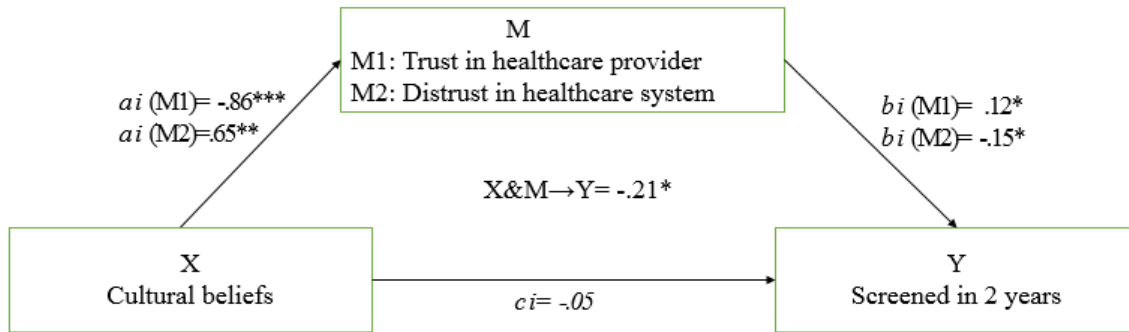 M
M1: Trust in healthcare provider
M2: Distrust in healthcare system
ai (M1)= -.86***
ai (M2)=.65**
bi (M1)= .12*
bi (M2)= -.15*
X&M→Y= -.21*
X
Cultural beliefs
ci= -.05
Y
Screened in 2 years